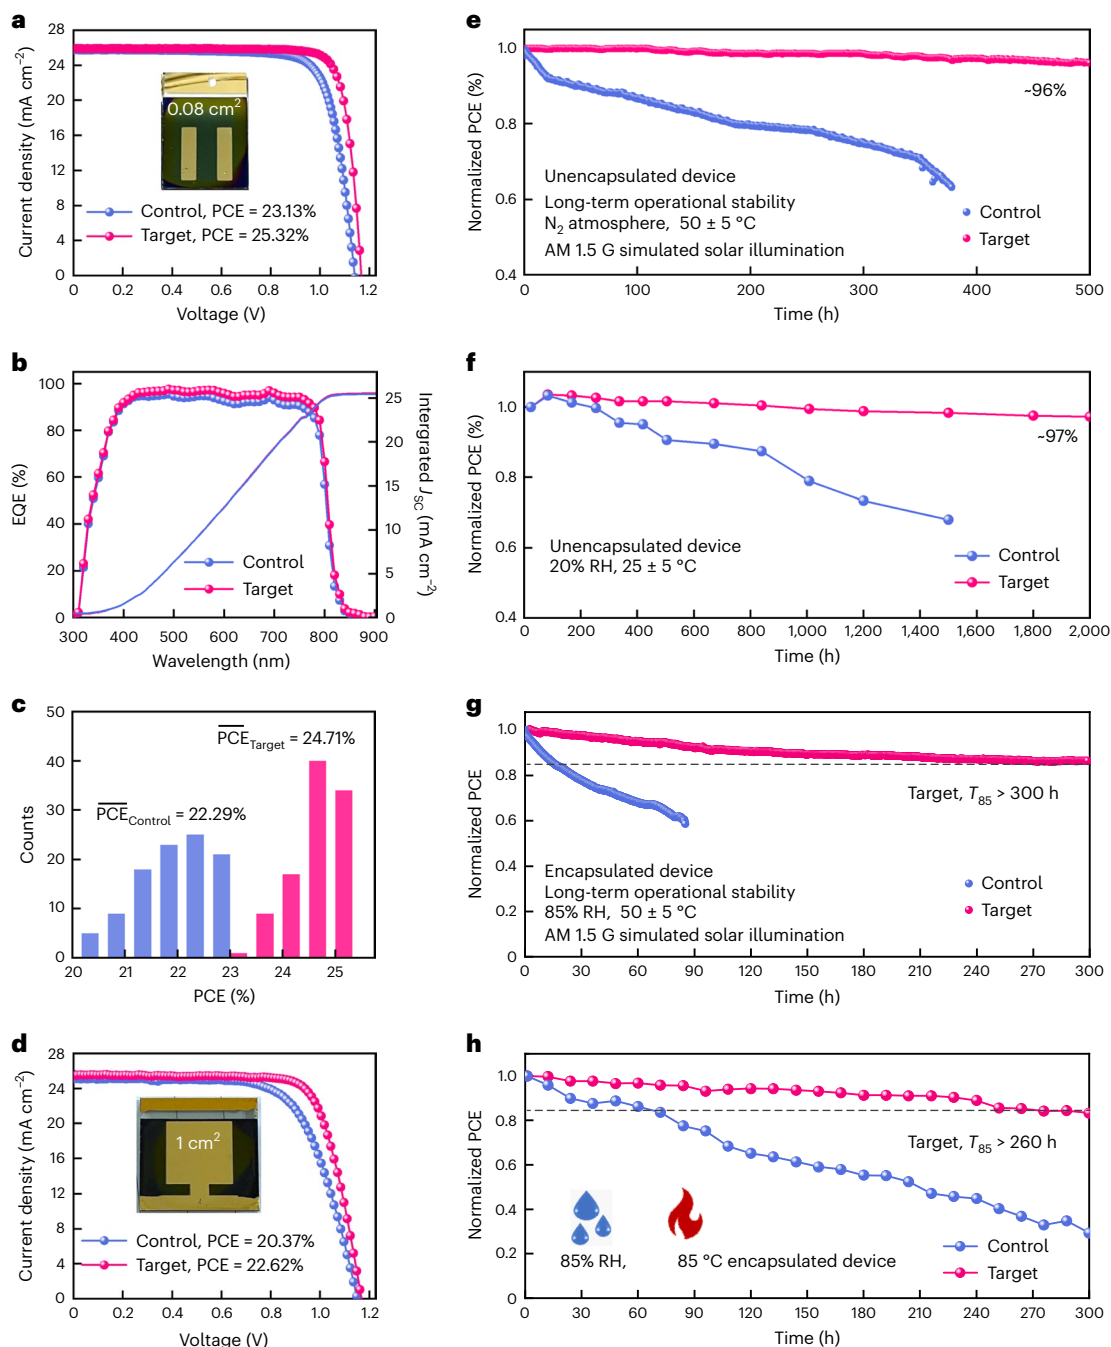 a
28
24
20
16
12
8
4
0
Current density (mA cm−2)
0.08 cm2
Control, PCE = 23.13%
Target, PCE = 25.32%
0 0.2 0.4 0.6 0.8 1.0 1.2
Voltage (V)
b
100
80
60
40
20
0
EQE (%)
25
20
15
10
5
0
Intergrated JSC (mA cm−2)
Control
Target
300 400 500 600 700 800 900
Wavelength (nm)
c
50
40
30
20
10
0
Counts
PCETarget = 24.71%
PCEControl = 22.29%
20 21 22 23 24 25
PCE (%)
d
28
24
20
16
12
8
4
0
Current density (mA cm−2)
1 cm2
Control, PCE = 20.37%
Target, PCE = 22.62%
0 0.2 0.4 0.6 0.8 1.0 1.2
Voltage (V)
e
1.0
0.8
0.6
0.4
Normalized PCE (%)
~96%
Unencapsulated device
Long-term operational stability
N2 atmosphere, 50 ± 5 °C
AM 1.5 G simulated solar illumination
Control
Target
0 100 200 300 400 500
Time (h)
f
1.0
0.8
0.6
0.4
Normalized PCE (%)
~97%
Unencapsulated device
20% RH, 25 ± 5 °C
Control
Target
0 200 400 600 800 1,000 1,200 1,400 1,600 1,800 2,000
Time (h)
g
1.0
0.8
0.6
0.4
0.2
0
Normalized PCE
Target, T85 > 300 h
Encapsulated device
Long-term operational stability
85% RH, 50 ± 5 °C
AM 1.5 G simulated solar illumination
Control
Target
0 30 60 90 120 150 180 210 240 270 300
Time (h)
h
1.0
0.8
0.6
0.4
0.2
0
Normalized PCE
Target, T85 > 260 h
85% RH, 85 °C encapsulated device
Control
Target
0 30 60 90 120 150 180 210 240 270 300
Time (h)